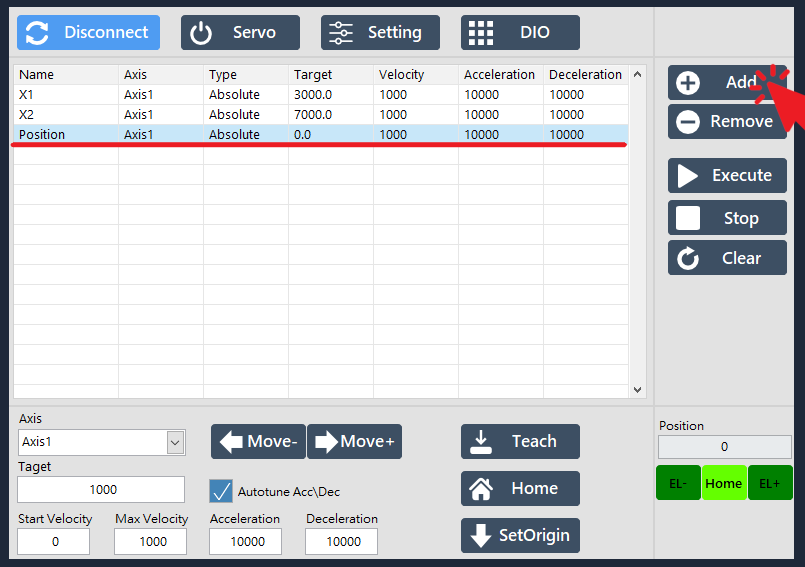 Disconnect Servo Setting DIO
Name Axis Type Target Velocity Acceleration Deceleration
X1 Axis1 Absolute 3000.0 1000 10000 10000
X2 Axis1 Absolute 7000.0 1000 10000 10000
Position Axis1 Absolute 0.0 1000 10000 10000
Add
Remove
Execute
Stop
Clear
Axis
Axis1
Taget
1000
Move- Move+
Autotune Acc\Dec
Start Velocity Max Velocity Acceleration Deceleration
0 1000 10000 10000
Teach
Home
SetOrigin
Position
0
EL- Home EL+